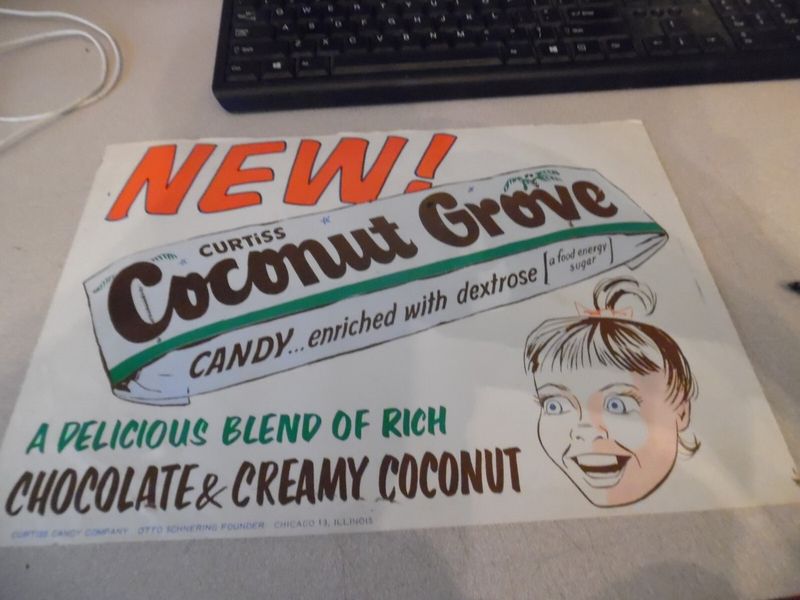 NEW!
CURTiSS
Coconut Grove
CANDY...enriched with dextrose [a food energy sugar]
A DELICIOUS BLEND OF RICH
CHOCOLATE & CREAMY COCONUT
CURTISS CANDY COMPANY OTTO SCHNERING FOUNDER CHICAGO 13, ILLINOIS